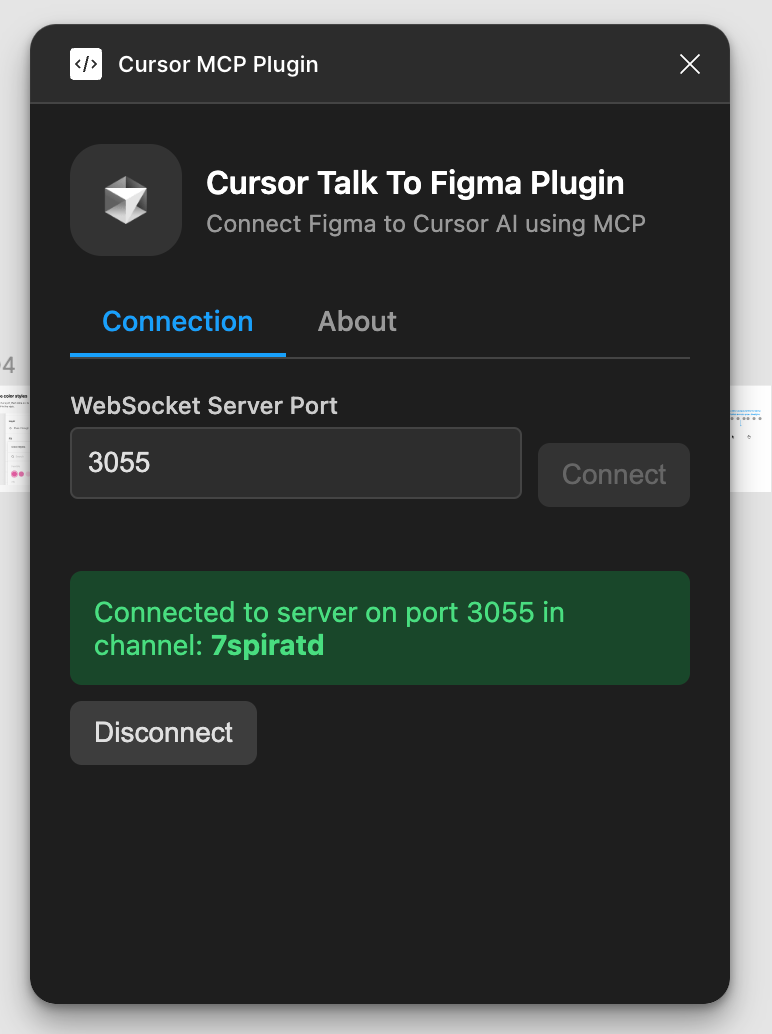 </> Cursor MCP Plugin
Cursor Talk To Figma Plugin
Connect Figma to Cursor AI using MCP
Connection About
WebSocket Server Port
3055
Connect
Connected to server on port 3055 in
channel: 7spiratd
Disconnect